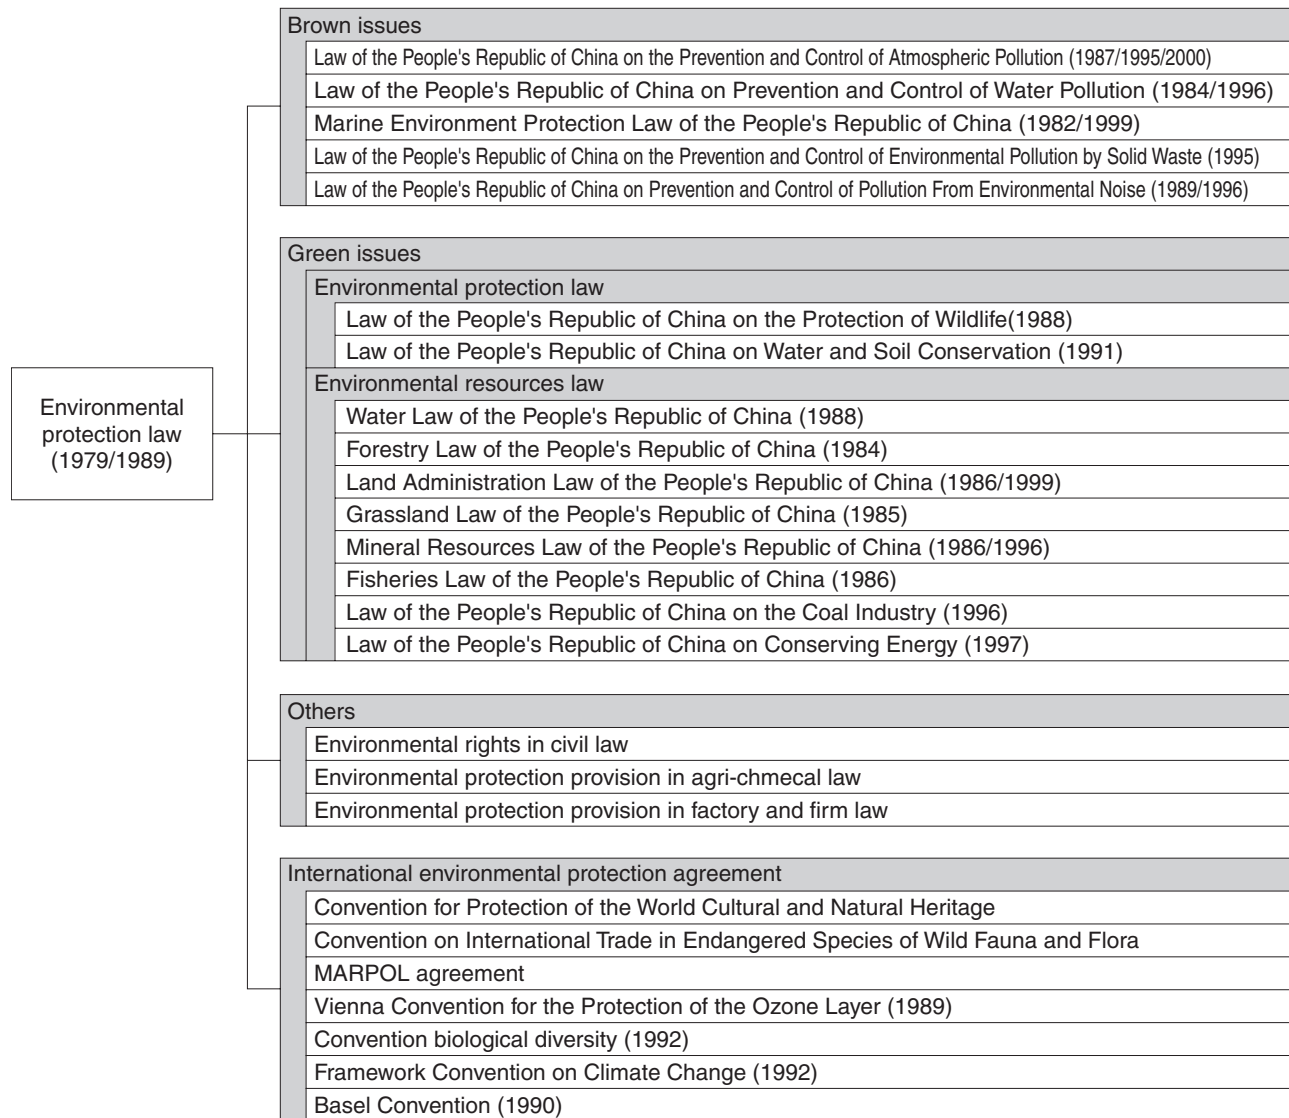 Environmental
protection law
(1979/1989)
Brown issues
Law of the People's Republic of China on the Prevention and Control of Atmospheric Pollution (1987/1995/2000)
Law of the People's Republic of China on Prevention and Control of Water Pollution (1984/1996)
Marine Environment Protection Law of the People's Republic of China (1982/1999)
Law of the People's Republic of China on the Prevention and Control of Environmental Pollution by Solid Waste (1995)
Law of the People's Republic of China on Prevention and Control of Pollution From Environmental Noise (1989/1996)
Green issues
Environmental protection law
Law of the People's Republic of China on the Protection of Wildlife(1988)
Law of the People's Republic of China on Water and Soil Conservation (1991)
Environmental resources law
Water Law of the People's Republic of China (1988)
Forestry Law of the People's Republic of China (1984)
Land Administration Law of the People's Republic of China (1986/1999)
Grassland Law of the People's Republic of China (1985)
Mineral Resources Law of the People's Republic of China (1986/1996)
Fisheries Law of the People's Republic of China (1986)
Law of the People's Republic of China on the Coal Industry (1996)
Law of the People's Republic of China on Conserving Energy (1997)
Others
Environmental rights in civil law
Environmental protection provision in agri-chmecal law
Environmental protection provision in factory and firm law
International environmental protection agreement
Convention for Protection of the World Cultural and Natural Heritage
Convention on International Trade in Endangered Species of Wild Fauna and Flora
MARPOL agreement
Vienna Convention for the Protection of the Ozone Layer (1989)
Convention biological diversity (1992)
Framework Convention on Climate Change (1992)
Basel Convention (1990)